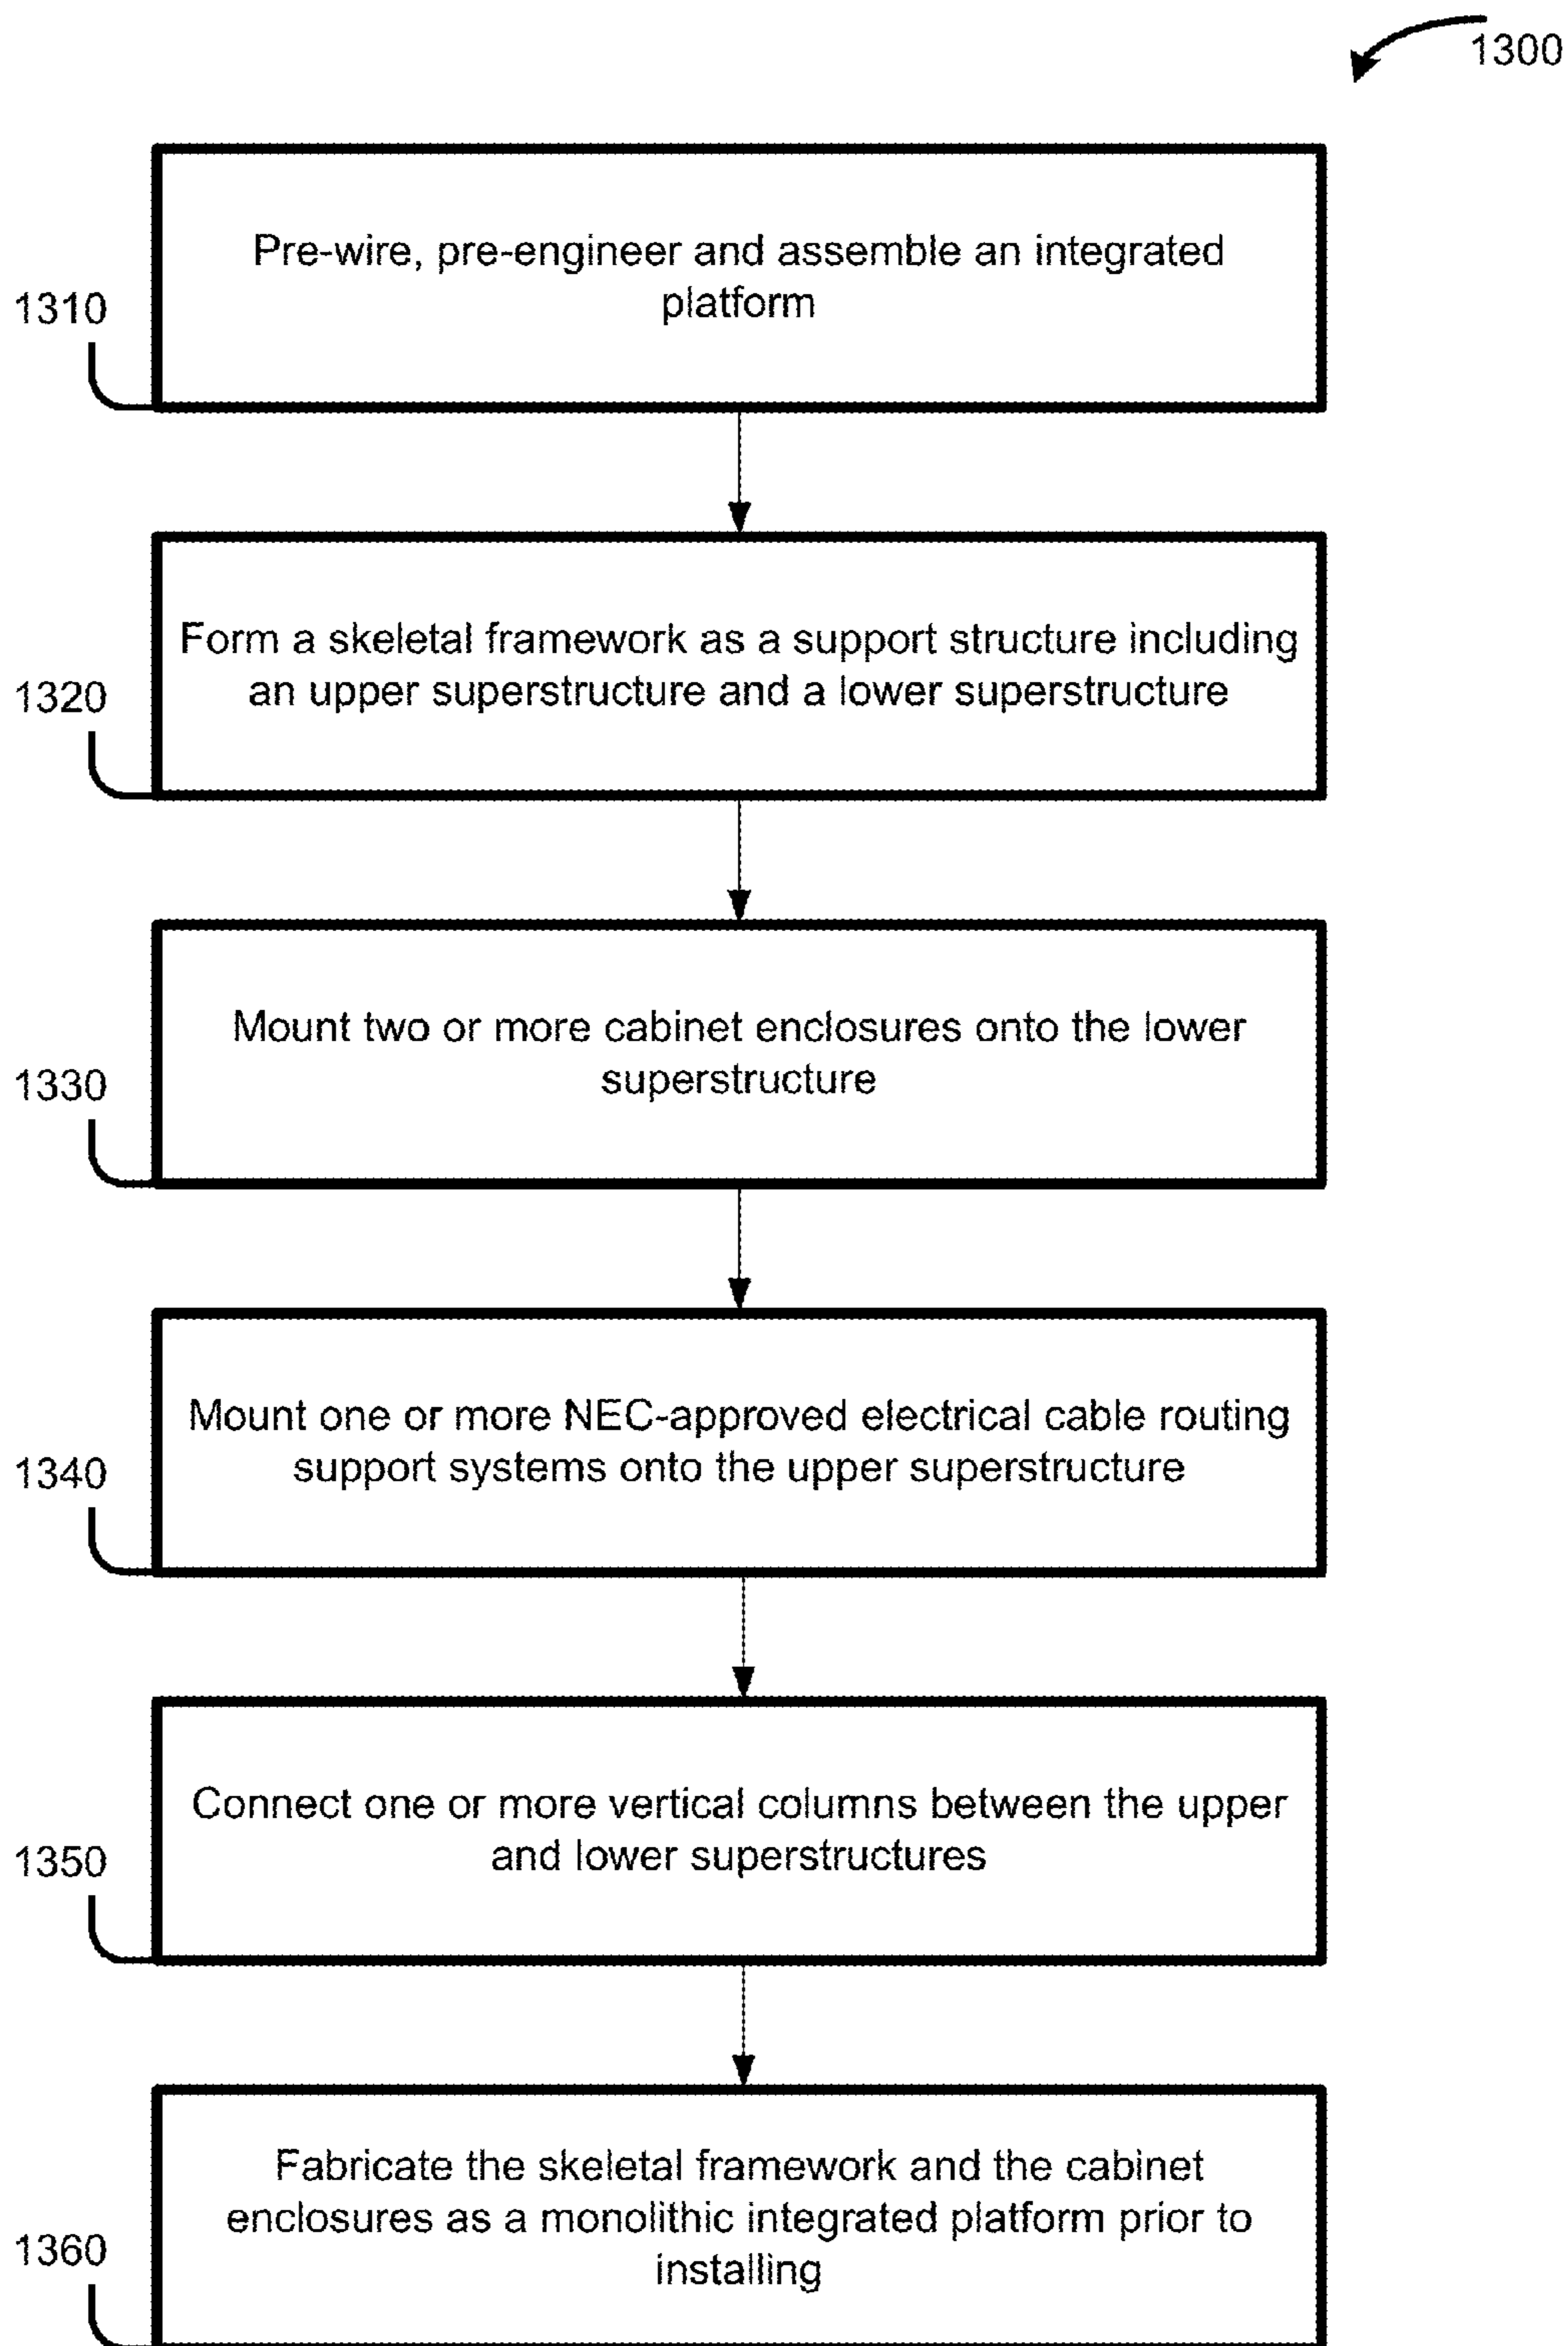 1300
Pre-wire, pre-engineer and assemble an integrated
platform
1310
Form a skeletal framework as a support structure including
an upper superstructure and a lower superstructure
1320
Mount two or more cabinet enclosures onto the lower
superstructure
1330
Mount one or more NEC-approved electrical cable routing
support systems onto the upper superstructure
1340
Connect one or more vertical columns between the upper
and lower superstructures
1350
Fabricate the skeletal framework and the cabinet
enclosures as a monolithic integrated platform prior to
installing
1360